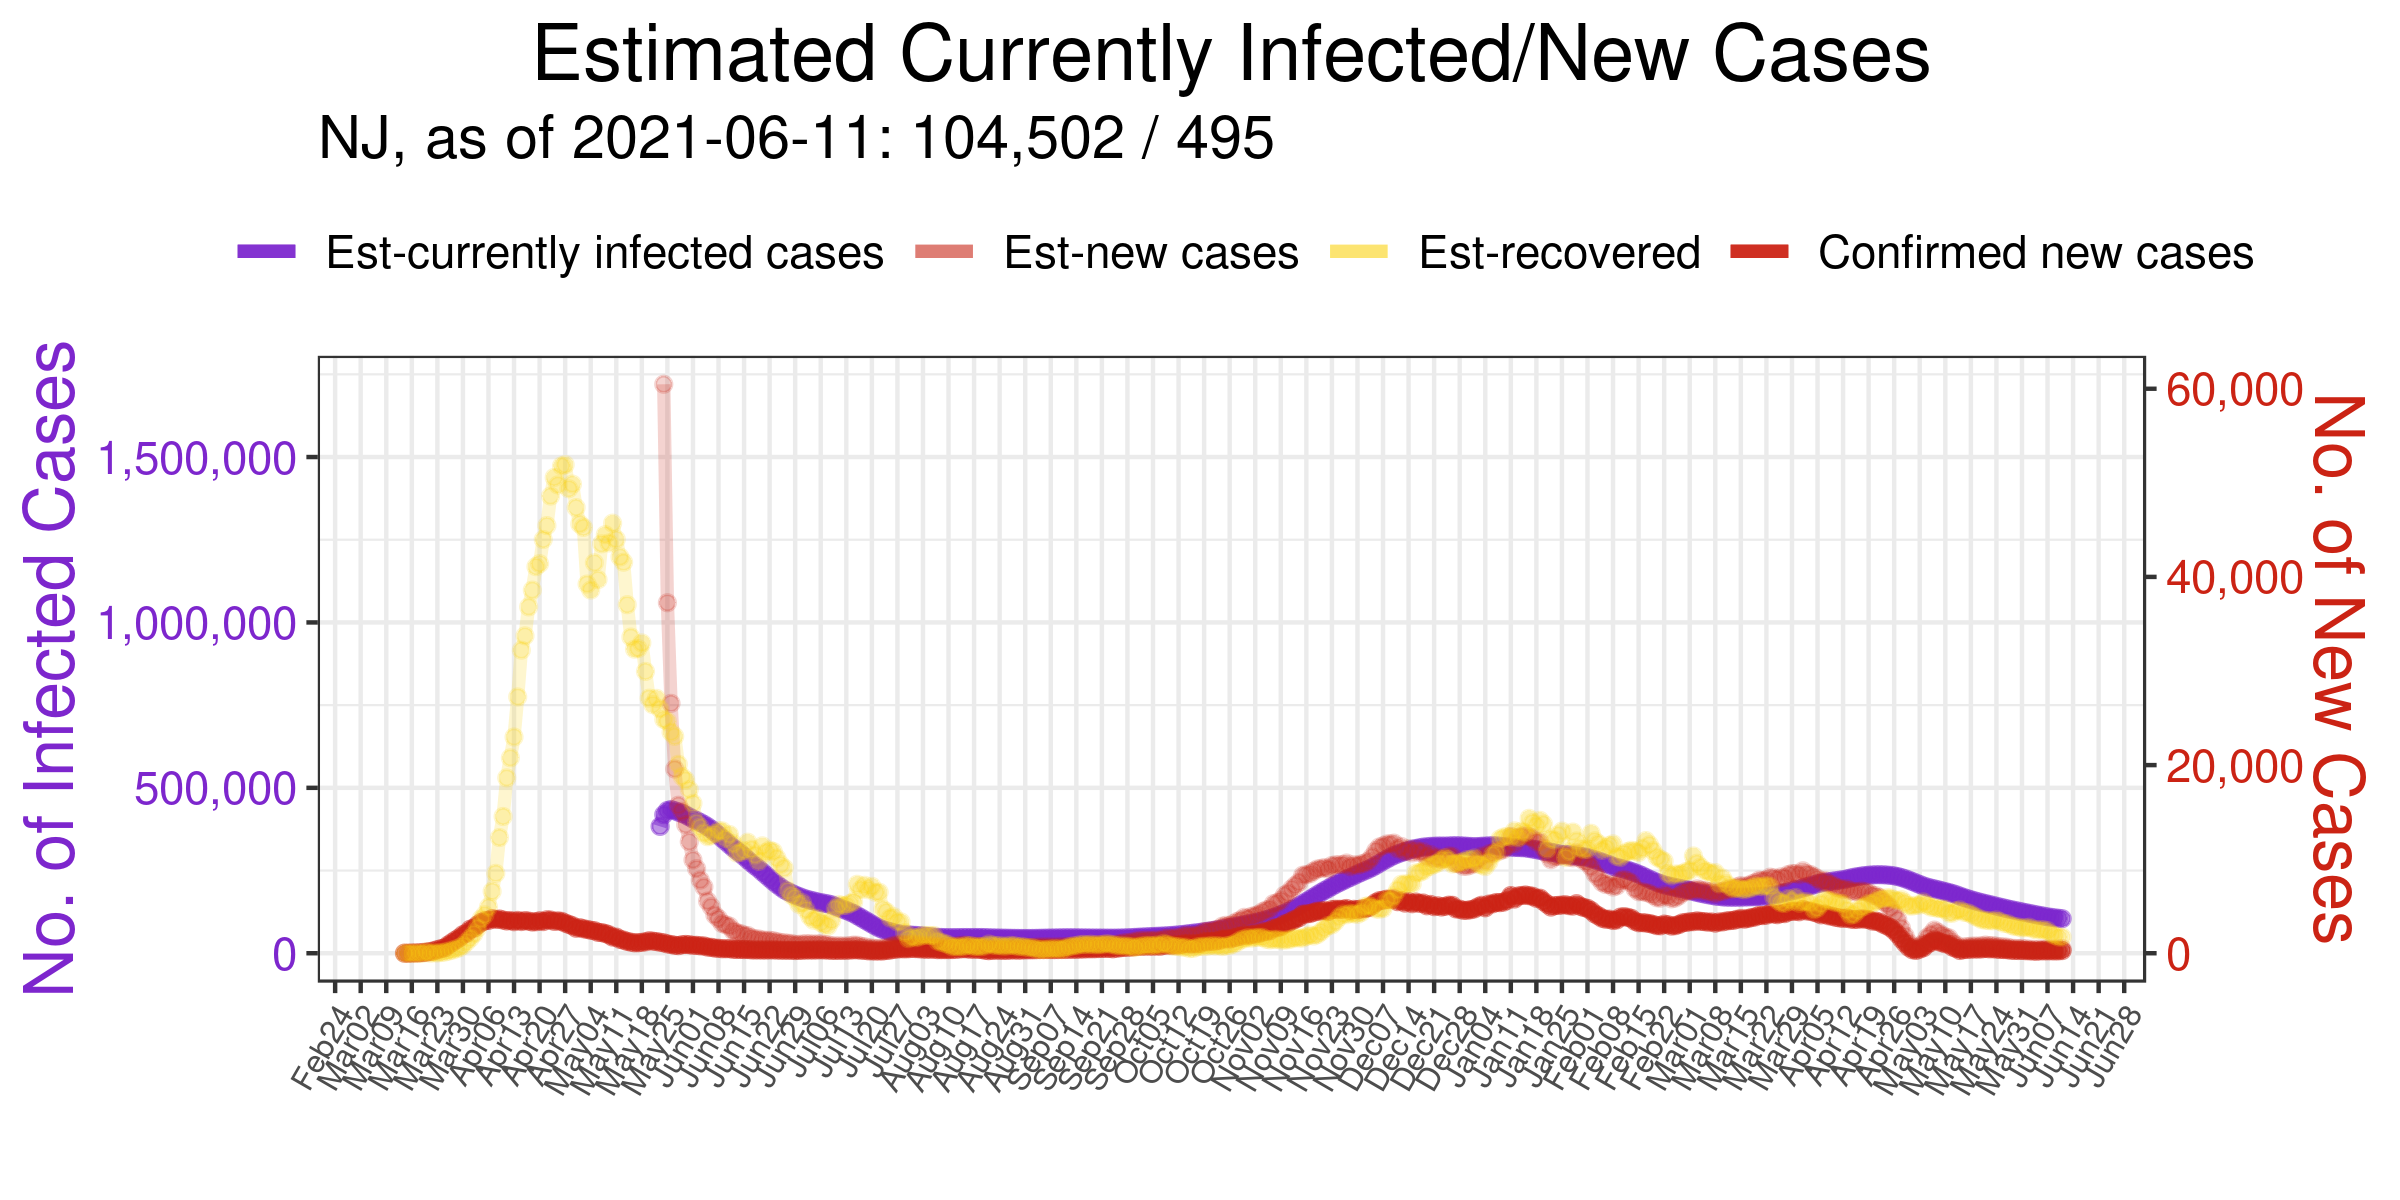 Estimated Currently Infected/New Cases
NJ, as of 2021-06-11: 104,502 / 495
Est-currently infected cases
Est-new cases
Est-recovered
Confirmed new cases
No. of Infected Cases
1,500,000
1,000,000
500,000
0
60,000
40,000
20,000
0
No. of New Cases
Feb24
Mar02
Mar09
Mar16
Mar23
Mar30
Apr06
Apr13
Apr20
Apr27
May04
May11
May18
May25
Jun01
Jun08
Jun15
Jun22
Jun29
Jul06
Jul13
Jul20
Jul27
Aug03
Aug10
Aug17
Aug24
Aug31
Sep07
Sep14
Sep21
Sep28
Oct05
Oct12
Oct19
Oct26
Nov02
Nov09
Nov16
Nov23
Nov30
Dec07
Dec14
Dec21
Dec28
Jan04
Jan11
Jan18
Jan25
Feb01
Feb08
Feb15
Feb22
Mar01
Mar08
Mar15
Mar22
Mar29
Apr05
Apr12
Apr19
Apr26
May03
May10
May17
May24
May31
Jun07
Jun14
Jun21
Jun28